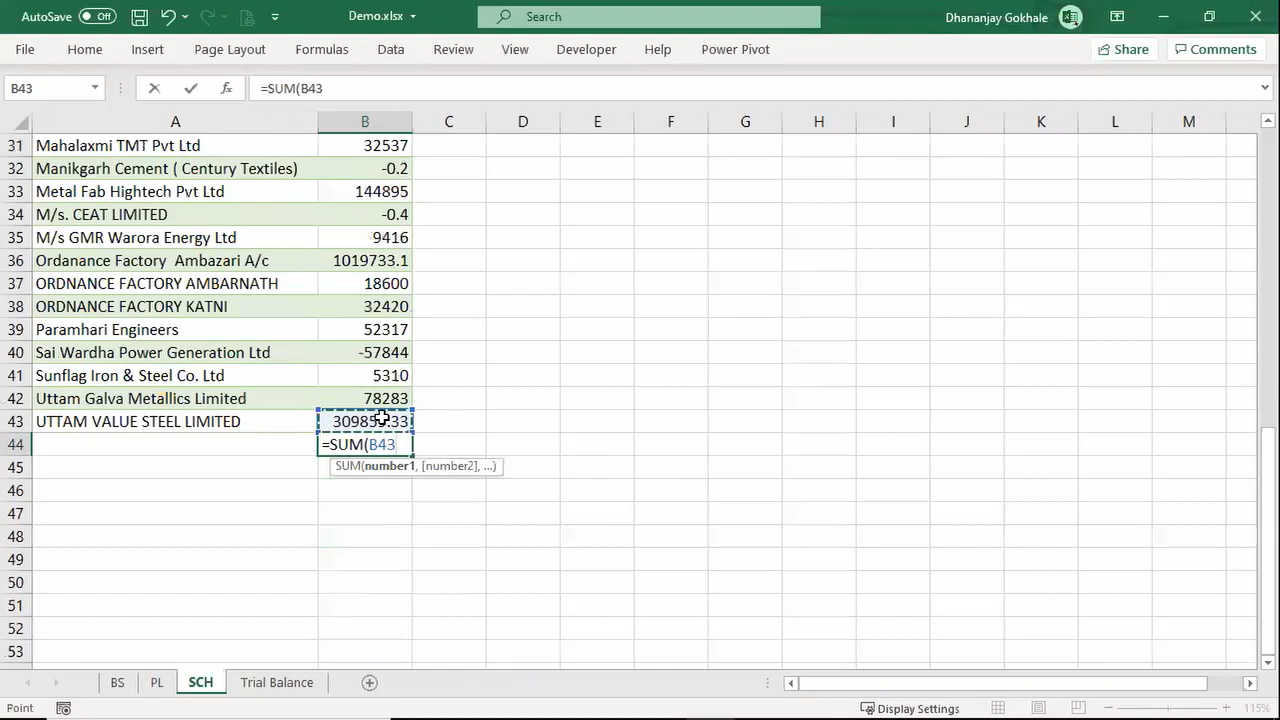 AutoSave Off Demo.xlsx Search Dhananjay Gokhale
File Home Insert Page Layout Formulas Data Review View Developer Help Power Pivot Share Comments
B43 fx =SUM(B43
A B C D E F G H I J K L M
31 Mahalaxmi TMT Pvt Ltd 32537
32 Manikgarh Cement ( Century Textiles) -0.2
33 Metal Fab Hightech Pvt Ltd 144895
34 M/s. CEAT LIMITED -0.4
35 M/s GMR Warora Energy Ltd 9416
36 Ordanance Factory  Ambazari A/c 1019733.1
37 ORDNANCE FACTORY AMBARNATH 18600
38 ORDNANCE FACTORY KATNI 32420
39 Paramhari Engineers 52317
40 Sai Wardha Power Generation Ltd -57844
41 Sunflag Iron & Steel Co. Ltd 5310
42 Uttam Galva Metallics Limited 78283
43 UTTAM VALUE STEEL LIMITED
44 =SUM(B43
45 SUM(number1, [number2], ...)
46
47
48
49
50
51
52
53
BS PL SCH Trial Balance
Point Display Settings 115%